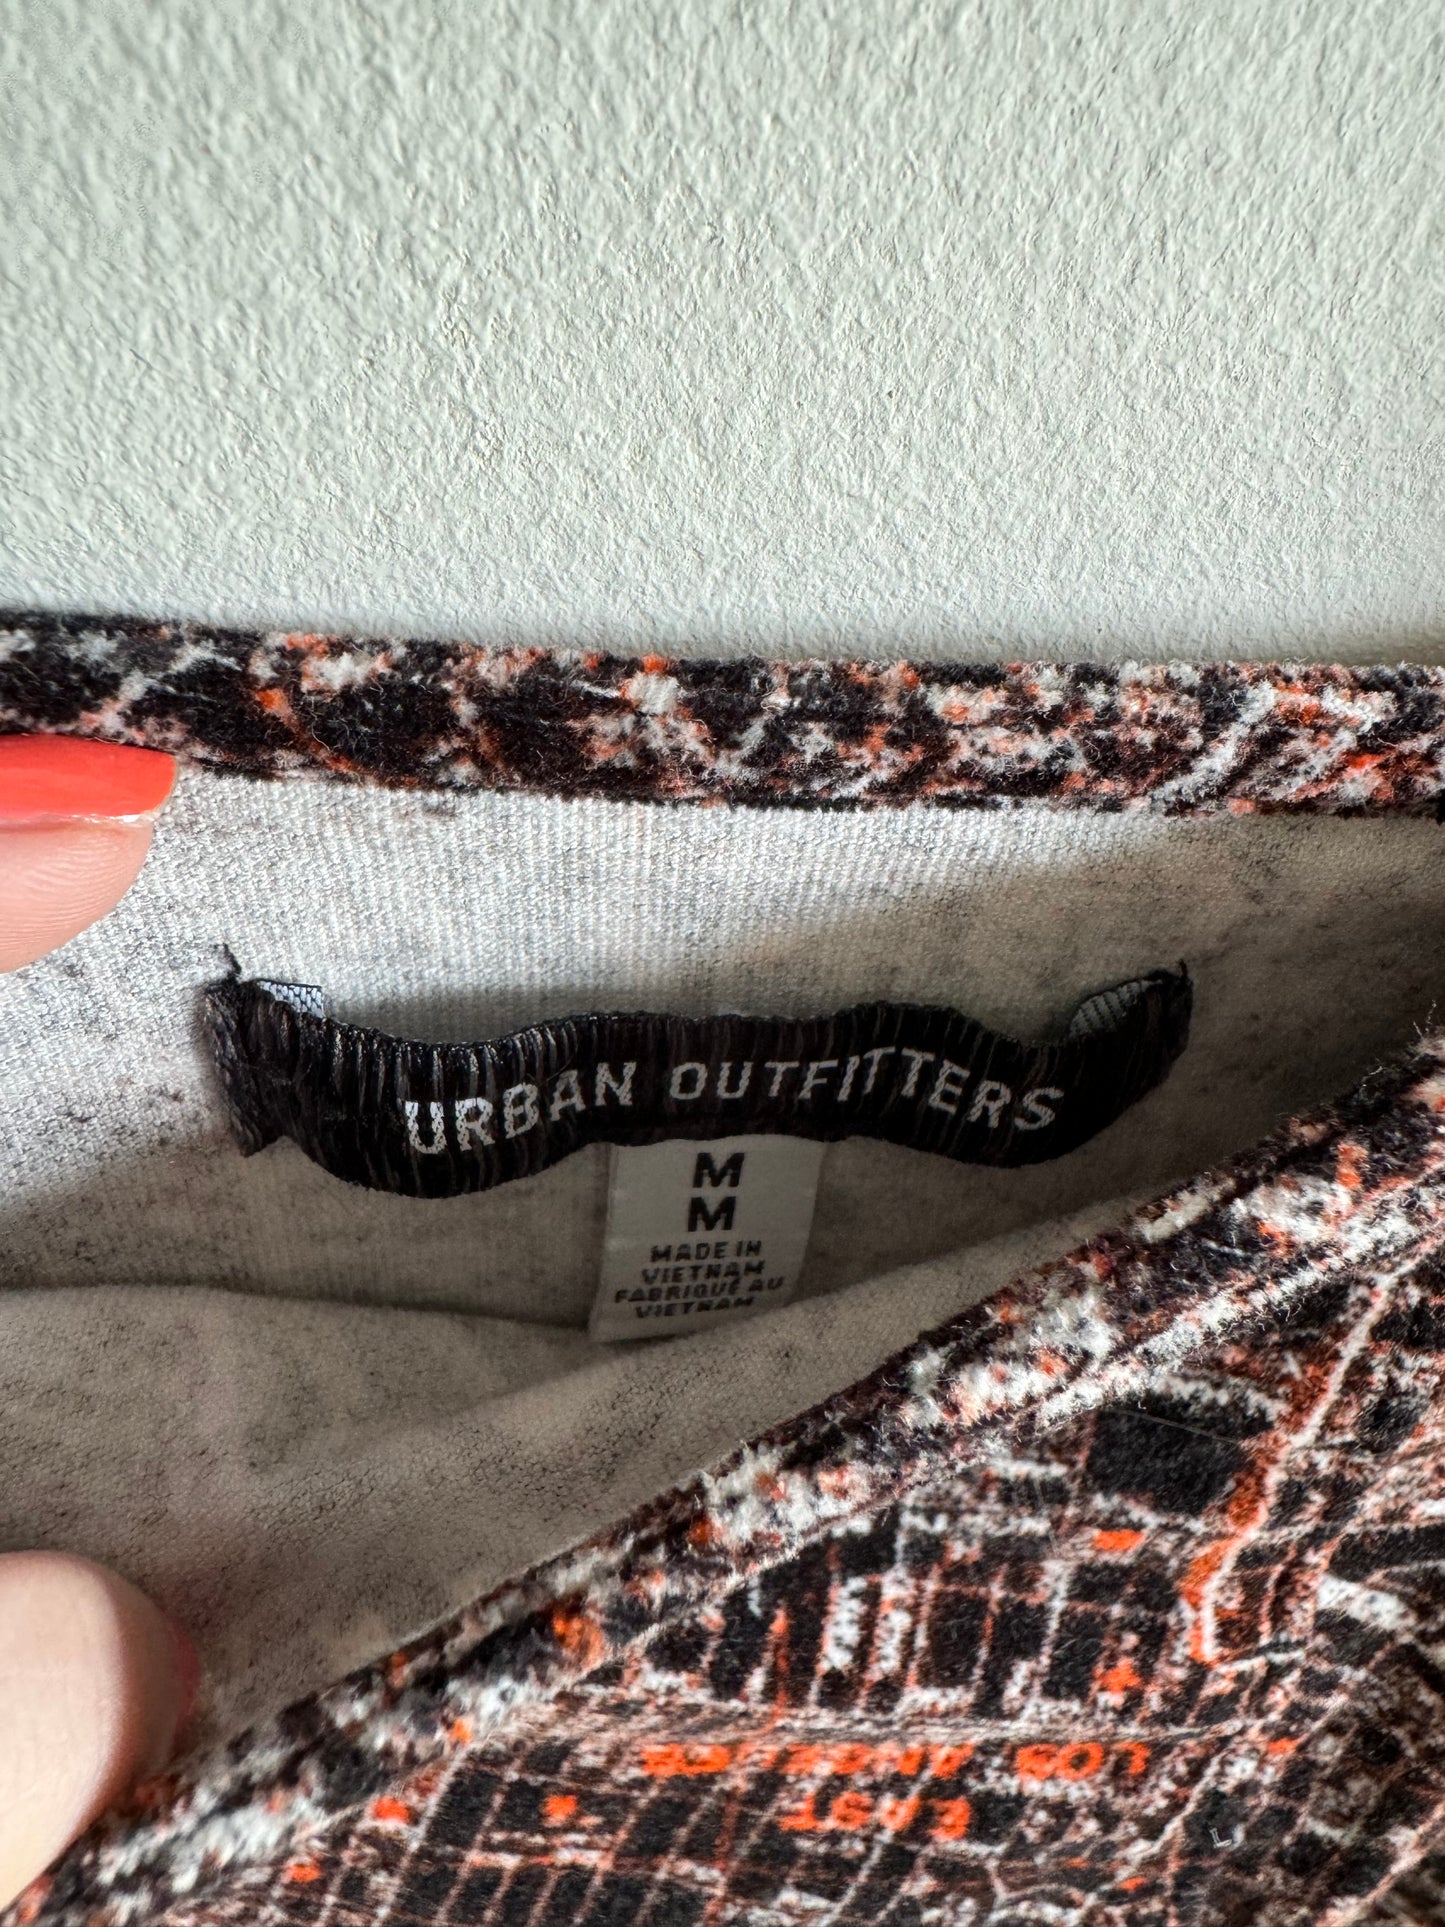 URBAN OUTFITTERS
M
M
MADE IN
VIETNAM
FABRIQUÉ AU
VIETNAM
EAST
LOS ANGELES